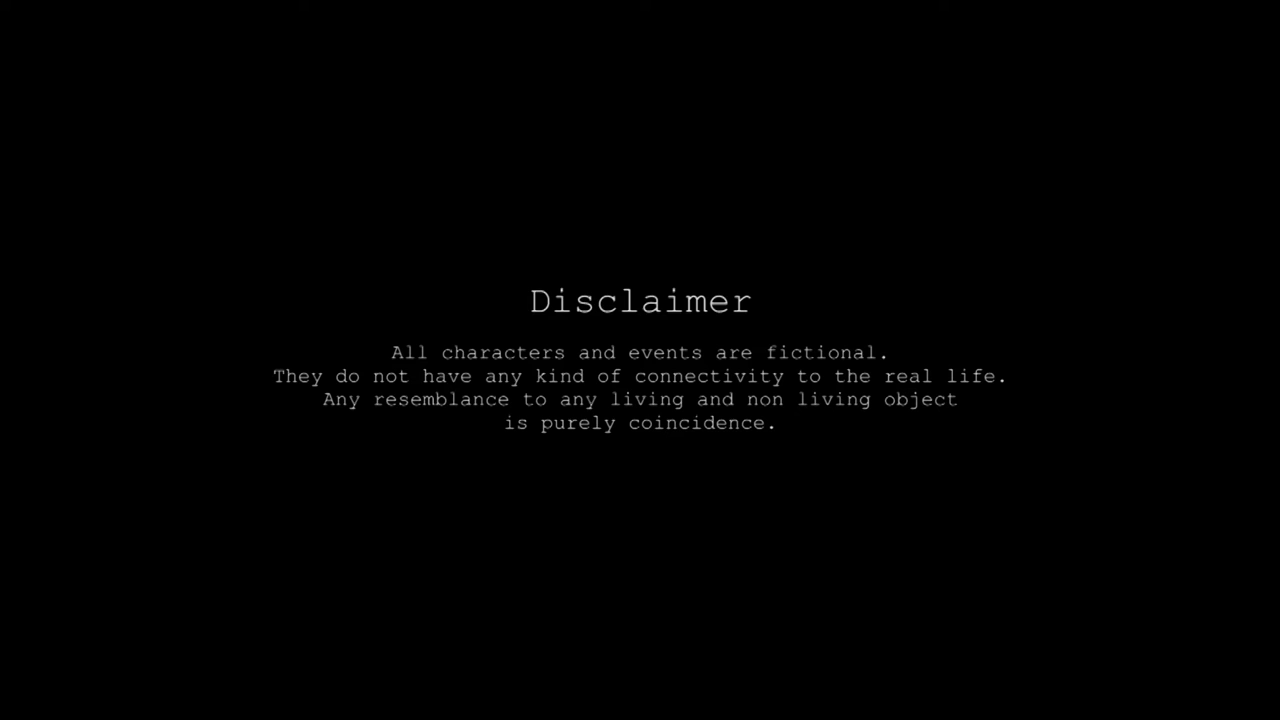 Disclaimer
All characters and events are fictional.
They do not have any kind of connectivity to the real life.
Any resemblance to any living and non living object
is purely coincidence.